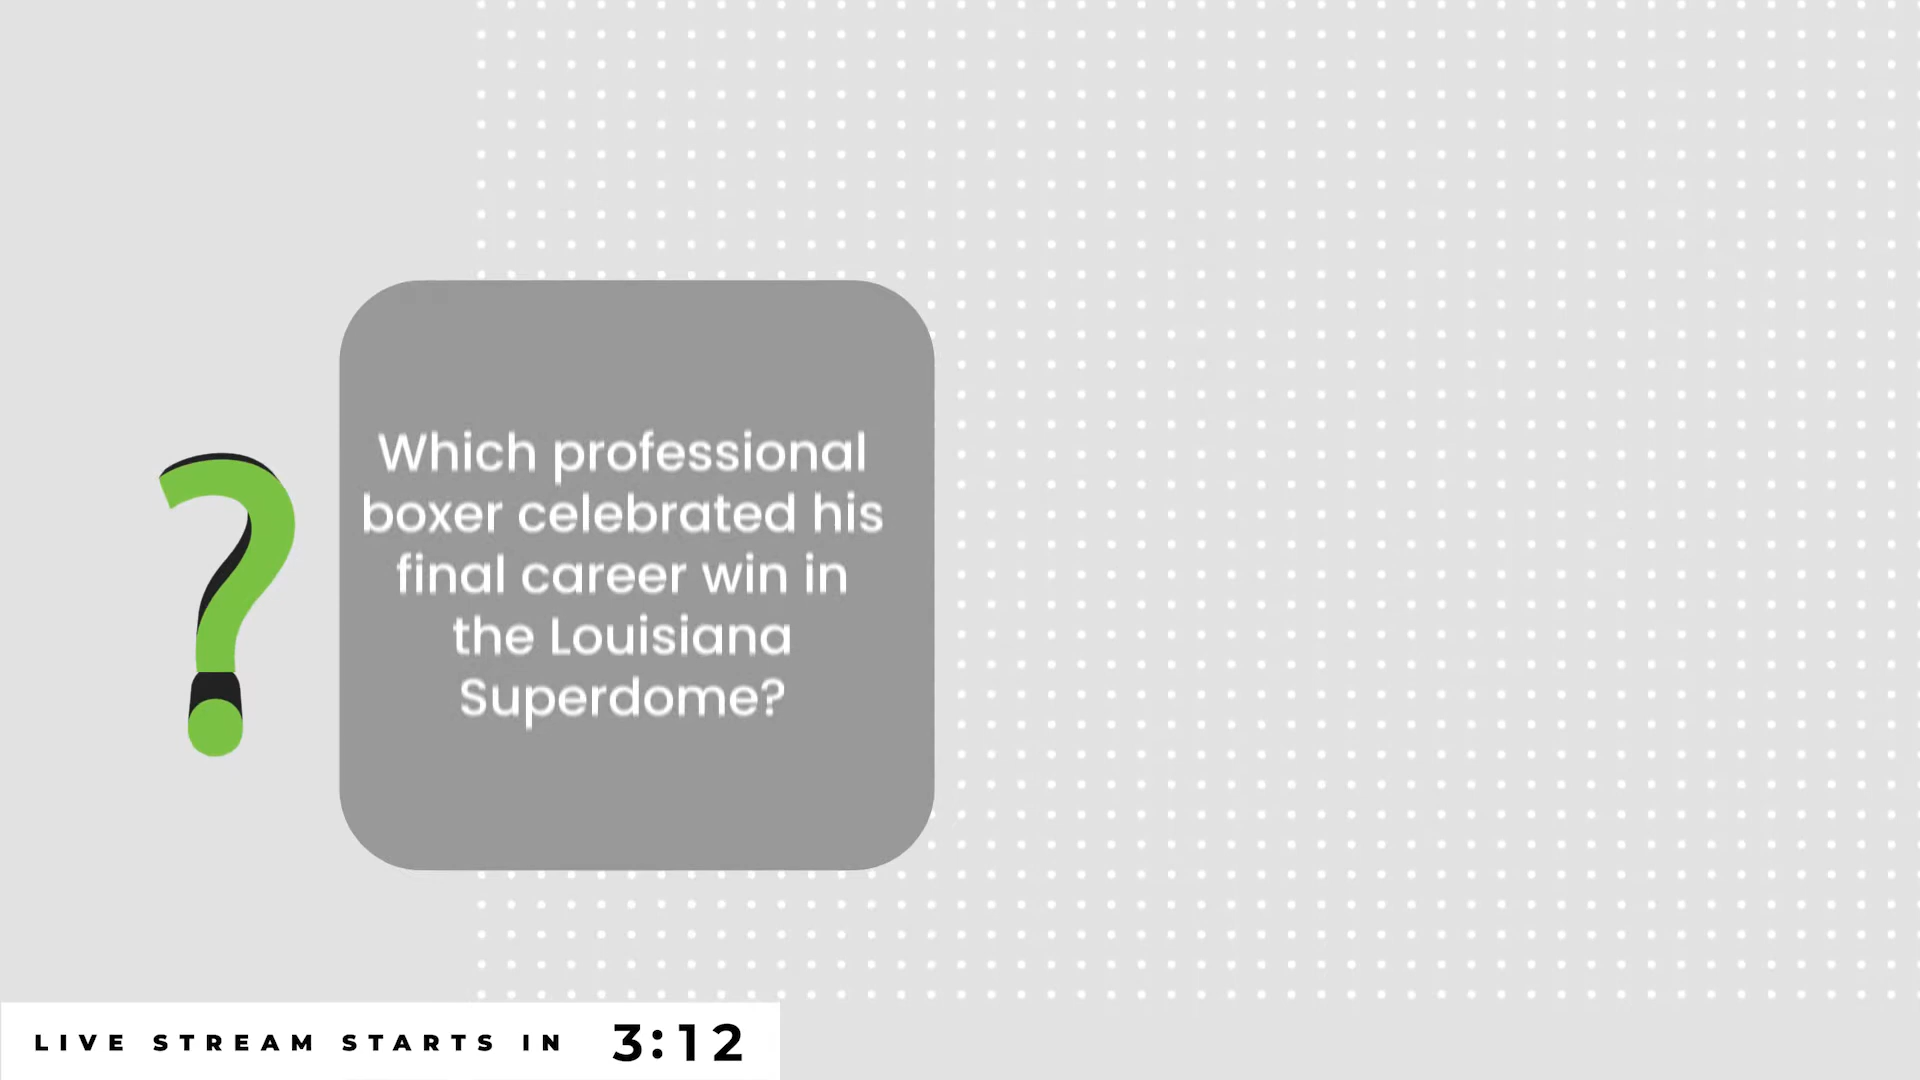 ?
Which professional
boxer celebrated his
final career win in
the Louisiana
Superdome?
LIVE STREAM STARTS IN 3:12